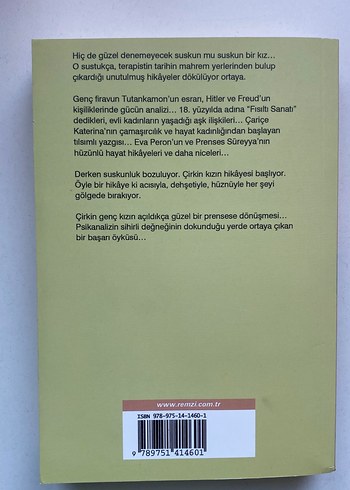 Hiç de güzel denemeyecek suskun mu suskun bir kız...
O sustukça, terapistin tarihin mahrem yerlerinden bulup
çıkardığı unutulmuş hikâyeler dökülüyor ortaya.
Genç firavun Tutankamon'un esrarı, Hitler ve Freud'un
kişiliklerinde gücün analizi... 18. yüzyılda adına "Fısıltı Sanatı"
dedikleri, evli kadınların yaşadığı aşk ilişkileri... Çariçe
Katerina'nın çamaşırcılık ve hayat kadınlığından başlayan
tılsımlı yazgısı... Eva Peron'un ve Prenses Süreyya'nın
hüzünlü hayat hikâyeleri ve daha niceleri...
Derken suskunluk bozuluyor. Çirkin kızın hikâyesi başlıyor.
Öyle bir hikâye ki acısıyla, dehşetiyle, hüznüyle her şeyi
gölgede bırakıyor.
Çirkin genç kızın açıldıkça güzel bir prensese dönüşmesi...
Psikanalizin sihirli değneğinin dokunduğu yerde ortaya çıkan
bir başarı öyküsü...
www.remzi.com.tr
ISBN 978-975-14-1460-1
9 789751 414601